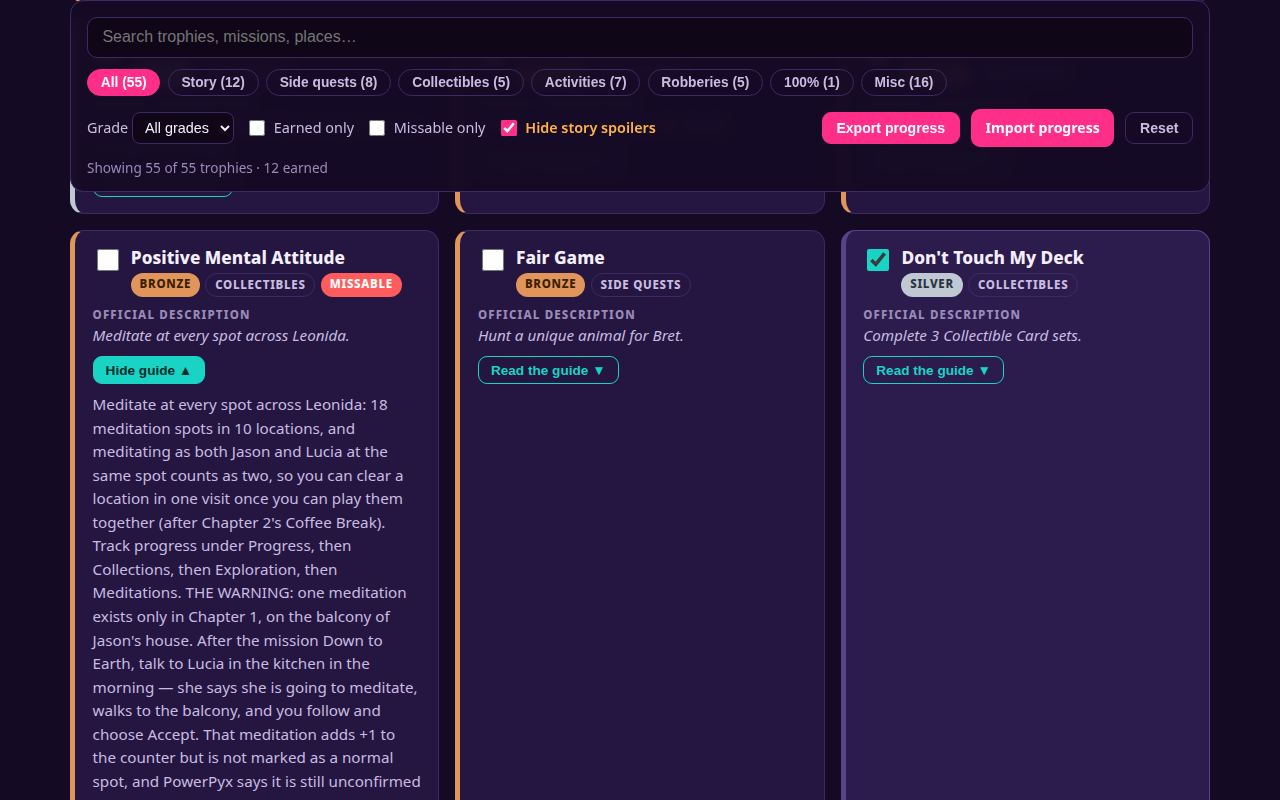 Search trophies, missions, places…
All (55) Story (12) Side quests (8) Collectibles (5) Activities (7) Robberies (5) 100% (1) Misc (16)
Grade All grades Earned only Missable only Hide story spoilers Export progress Import progress Reset
Showing 55 of 55 trophies · 12 earned
Positive Mental Attitude
BRONZE COLLECTIBLES MISSABLE
OFFICIAL DESCRIPTION
Meditate at every spot across Leonida.
Hide guide ▲
Meditate at every spot across Leonida: 18
meditation spots in 10 locations, and
meditating as both Jason and Lucia at the
same spot counts as two, so you can clear a
location in one visit once you can play them
together (after Chapter 2's Coffee Break).
Track progress under Progress, then
Collections, then Exploration, then
Meditations. THE WARNING: one meditation
exists only in Chapter 1, on the balcony of
Jason's house. After the mission Down to
Earth, talk to Lucia in the kitchen in the
morning — she says she is going to meditate,
walks to the balcony, and you follow and
choose Accept. That meditation adds +1 to
the counter but is not marked as a normal
spot, and PowerPyx says it is still unconfirmed
Fair Game
BRONZE SIDE QUESTS
OFFICIAL DESCRIPTION
Hunt a unique animal for Bret.
Read the guide ▼
Don't Touch My Deck
SILVER COLLECTIBLES
OFFICIAL DESCRIPTION
Complete 3 Collectible Card sets.
Read the guide ▼